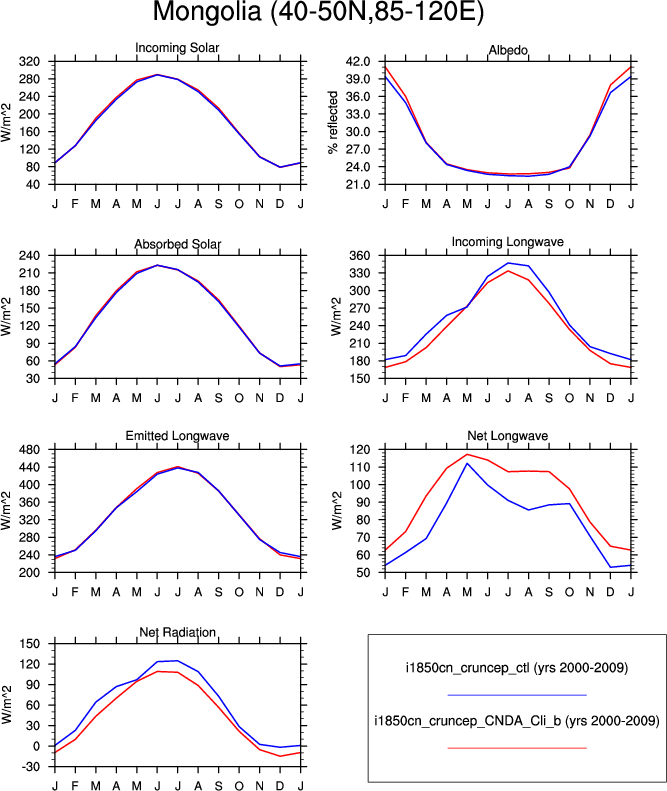 Mongolia (40-50N,85-120E)
Incoming Solar
W/m^2
320
280
240
200
160
120
80
40
J F M A M J J A S O N D J
Albedo
% reflected
42.0
39.0
36.0
33.0
30.0
27.0
24.0
21.0
J F M A M J J A S O N D J
Absorbed Solar
W/m^2
240
210
180
150
120
90
60
30
J F M A M J J A S O N D J
Incoming Longwave
W/m^2
360
330
300
270
240
210
180
150
J F M A M J J A S O N D J
Emitted Longwave
W/m^2
480
440
400
360
320
280
240
200
J F M A M J J A S O N D J
Net Longwave
W/m^2
120
110
100
90
80
70
60
50
J F M A M J J A S O N D J
Net Radiation
W/m^2
150
120
90
60
30
0
-30
J F M A M J J A S O N D J
i1850cn_cruncep_ctl (yrs 2000-2009)
i1850cn_cruncep_CNDA_Cli_b (yrs 2000-2009)